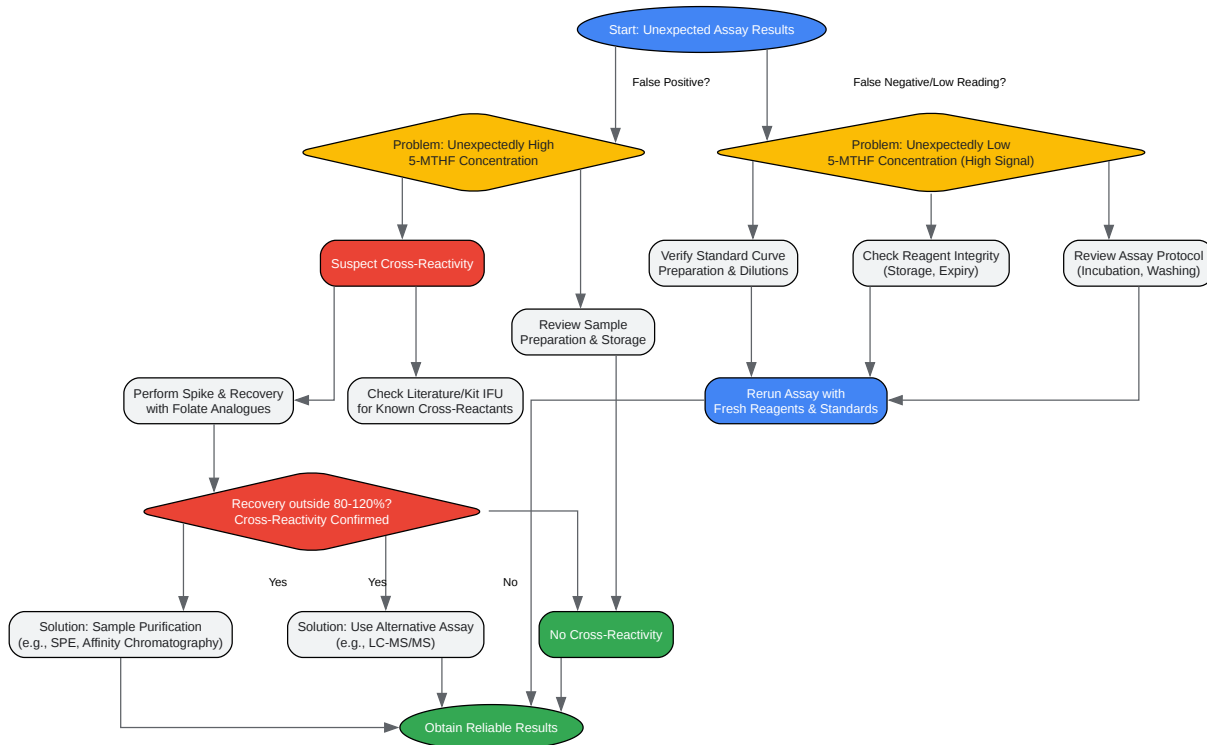 Start: Unexpected Assay Results
False Positive?
False Negative/Low Reading?
Problem: Unexpectedly High
5-MTHF Concentration
Problem: Unexpectedly Low
5-MTHF Concentration (High Signal)
Suspect Cross-Reactivity
Verify Standard Curve
Preparation & Dilutions
Check Reagent Integrity
(Storage, Expiry)
Review Assay Protocol
(Incubation, Washing)
Review Sample
Preparation & Storage
Perform Spike & Recovery
with Folate Analogues
Check Literature/Kit IFU
for Known Cross-Reactants
Rerun Assay with
Fresh Reagents & Standards
Recovery outside 80-120%?
Cross-Reactivity Confirmed
Yes
Yes
No
Solution: Sample Purification
(e.g., SPE, Affinity Chromatography)
Solution: Use Alternative Assay
(e.g., LC-MS/MS)
No Cross-Reactivity
Obtain Reliable Results